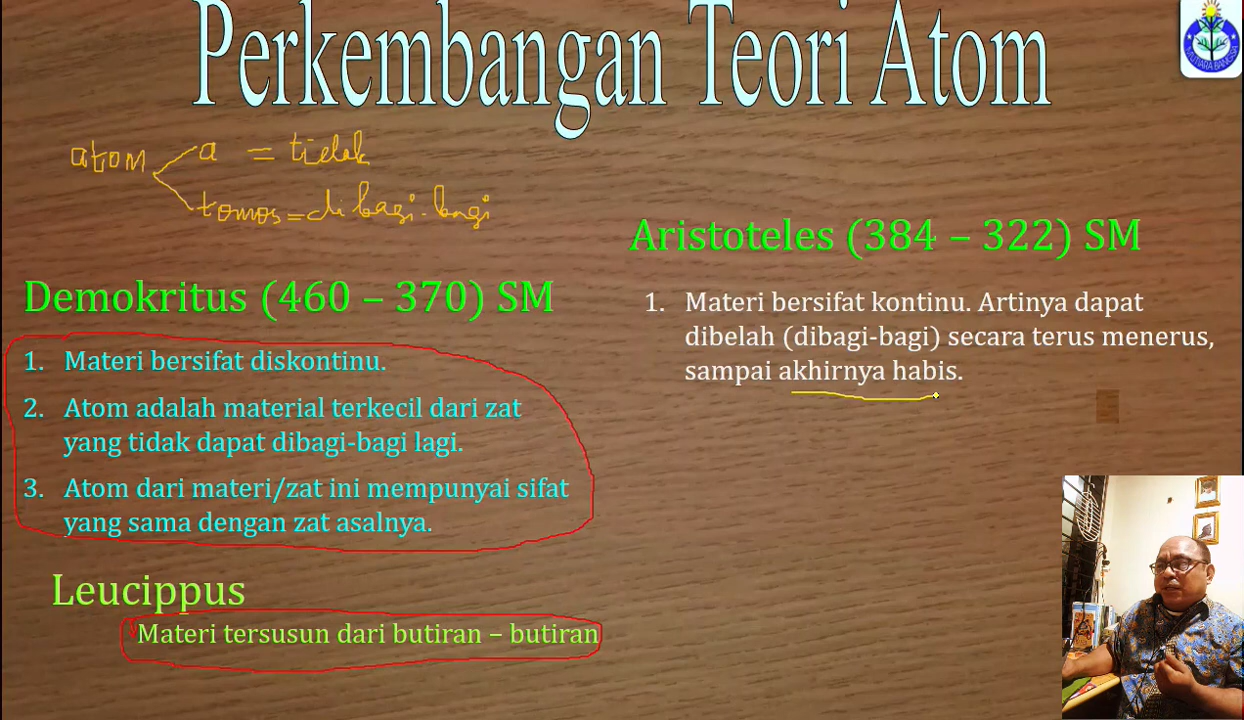 Perkembangan Teori Atom
atom
a = tidak
tomos = di bagi-bagi
Demokritus (460 – 370) SM
1. Materi bersifat diskontinu.
2. Atom adalah material terkecil dari zat
yang tidak dapat dibagi-bagi lagi.
3. Atom dari materi/zat ini mempunyai sifat
yang sama dengan zat asalnya.
Leucippus
Materi tersusun dari butiran – butiran
Aristoteles (384 – 322) SM
1. Materi bersifat kontinu. Artinya dapat
dibelah (dibagi-bagi) secara terus menerus,
sampai akhirnya habis.